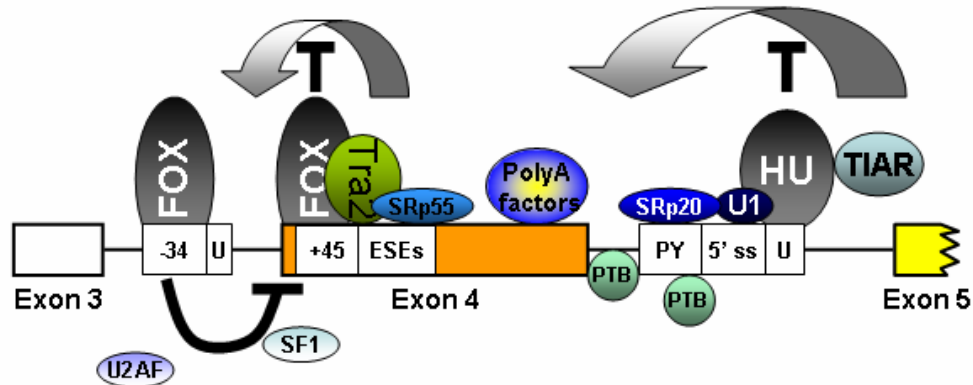 T
T
FOX
FOX
Tra2
SRp55
PolyA
factors
SRp20
U1
HU
TIAR
-34
U
+45
ESEs
PY
5' ss
U
PTB
PTB
Exon 3
Exon 4
Exon 5
SF1
U2AF